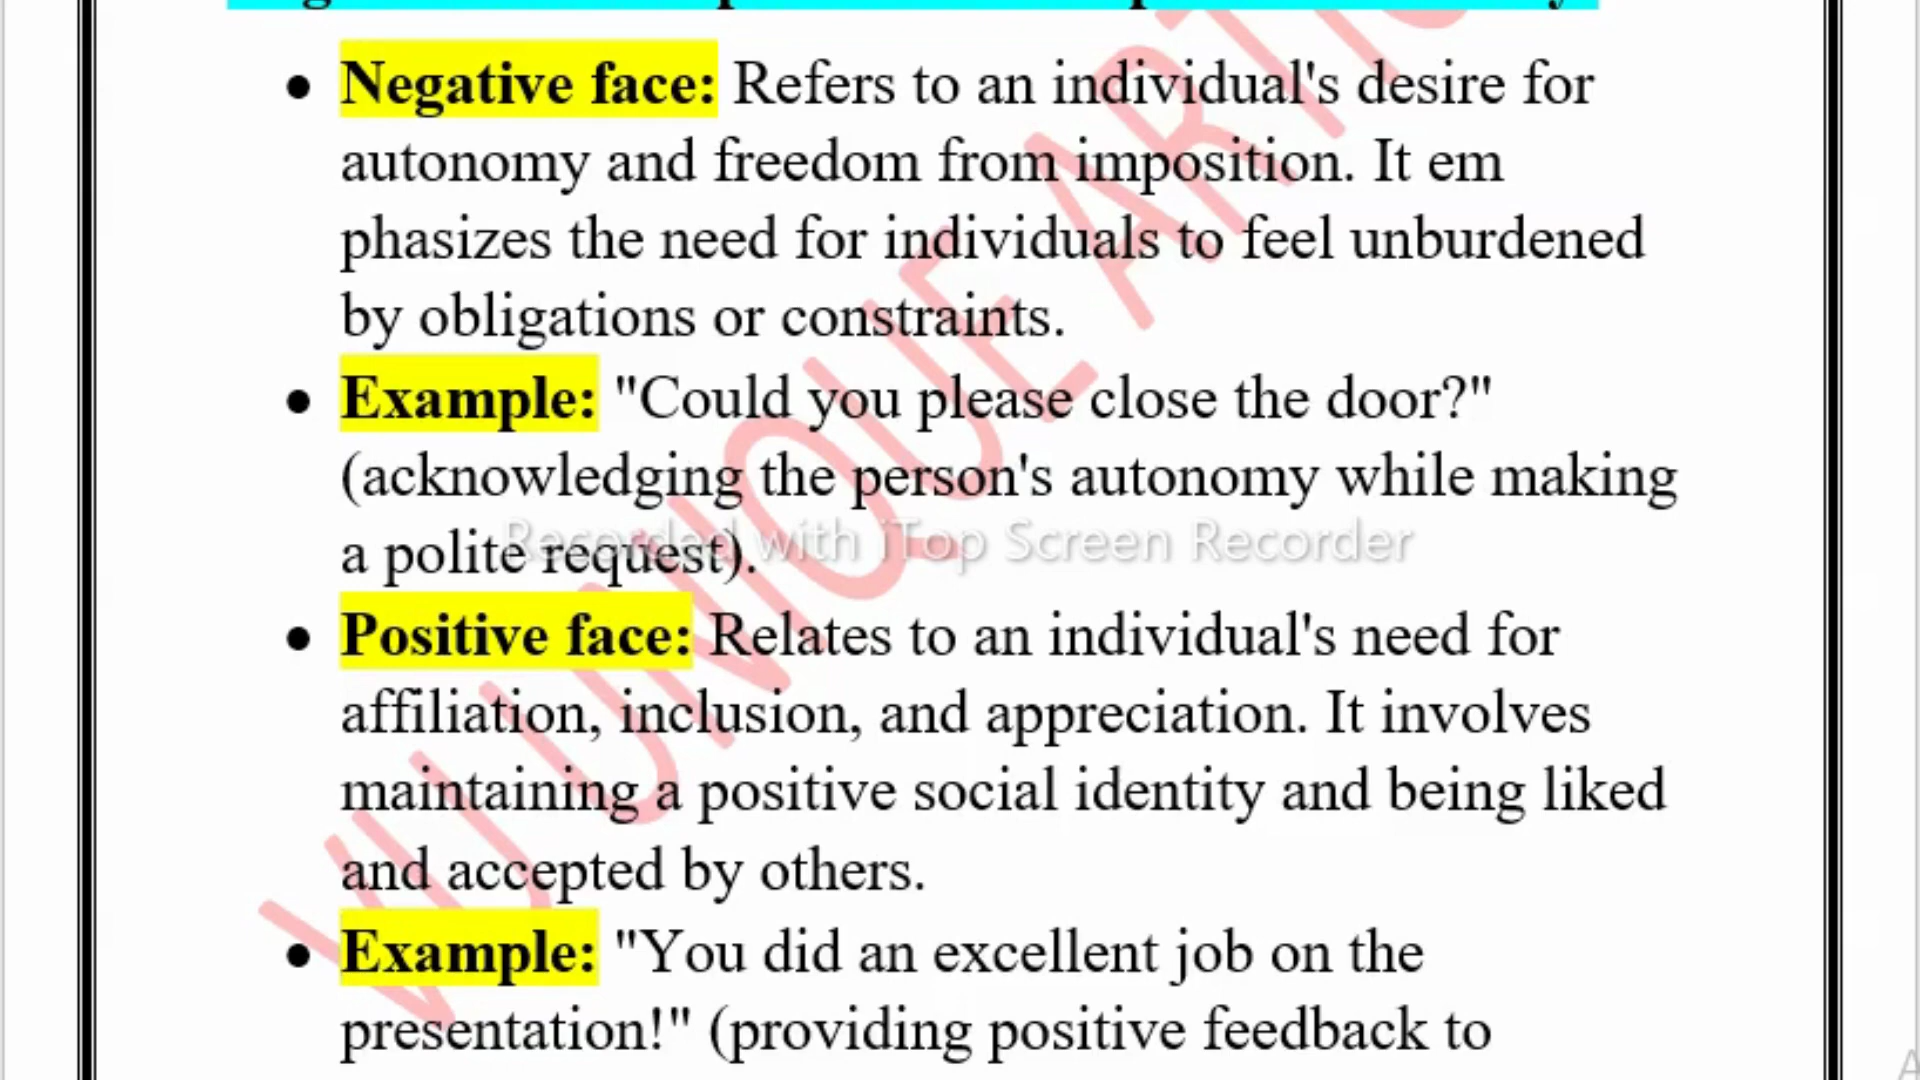 Negative face: Refers to an individual's desire for
autonomy and freedom from imposition. It em
phasizes the need for individuals to feel unburdened
by obligations or constraints.
Example: "Could you please close the door?"
(acknowledging the person's autonomy while making
a polite request).
Recorded with iTop Screen Recorder
Positive face: Relates to an individual's need for
affiliation, inclusion, and appreciation. It involves
maintaining a positive social identity and being liked
and accepted by others.
Example: "You did an excellent job on the
presentation!" (providing positive feedback to
VU UNIQUE